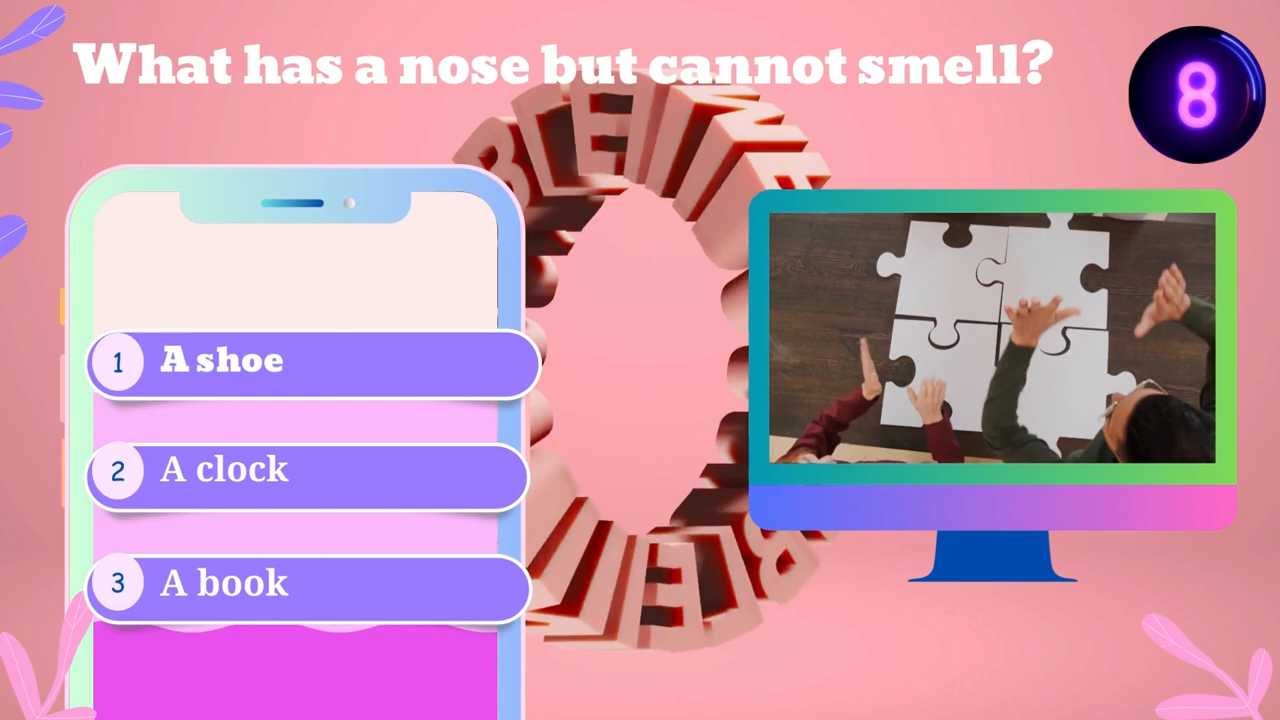 What has a nose but cannot smell?
8
1 A shoe
2 A clock
3 A book